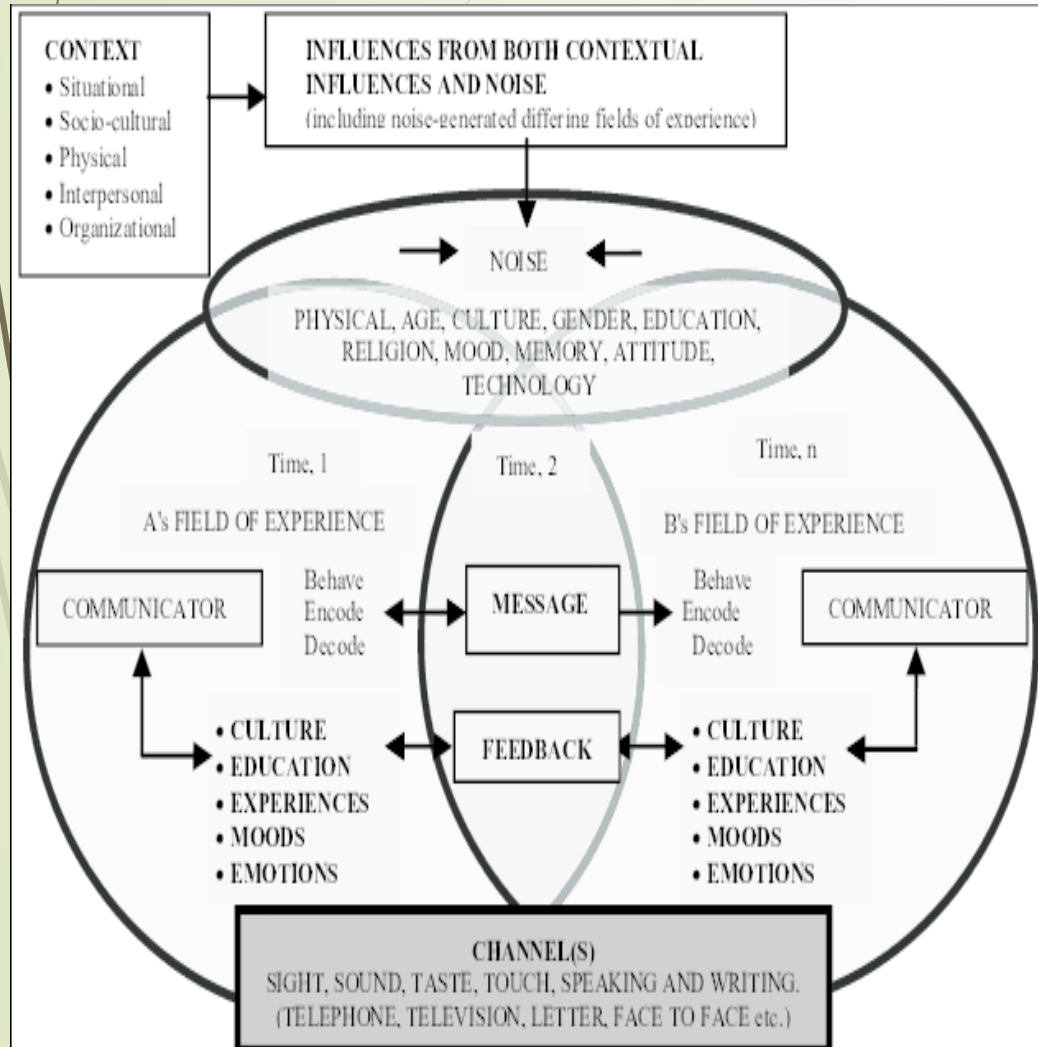 CONTEXT
• Situational
• Socio-cultural
• Physical
• Interpersonal
• Organizational
INFLUENCES FROM BOTH CONTEXTUAL
INFLUENCES AND NOISE
(including noise-generated differing fields of experience)
NOISE
PHYSICAL, AGE, CULTURE, GENDER, EDUCATION,
RELIGION, MOOD, MEMORY, ATTITUDE,
TECHNOLOGY
Time, 1
Time, 2
Time, n
A's FIELD OF EXPERIENCE
B's FIELD OF EXPERIENCE
COMMUNICATOR
Behave
Encode
Decode
MESSAGE
Behave
Encode
Decode
COMMUNICATOR
• CULTURE
• EDUCATION
• EXPERIENCES
• MOODS
• EMOTIONS
FEEDBACK
• CULTURE
• EDUCATION
• EXPERIENCES
• MOODS
• EMOTIONS
CHANNEL(S)
SIGHT, SOUND, TASTE, TOUCH, SPEAKING AND WRITING.
(TELEPHONE, TELEVISION, LETTER, FACE TO FACE etc.)